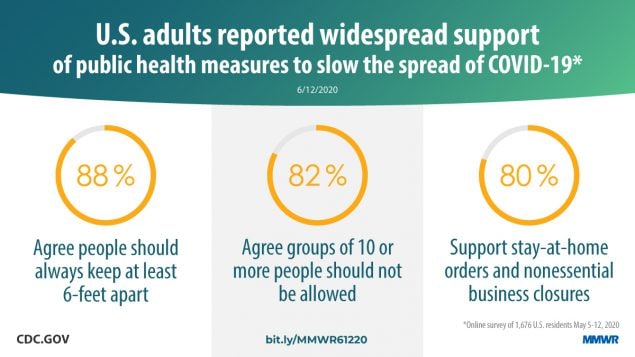 U.S. adults reported widespread support
of public health measures to slow the spread of COVID-19*
6/12/2020
88%
Agree people should
always keep at least
6-feet apart
82%
Agree groups of 10 or
more people should not
be allowed
80%
Support stay-at-home
orders and nonessential
business closures
*Online survey of 1,676 U.S. residents May 5-12, 2020
CDC.GOV
bit.ly/MMWR61220
MMWR